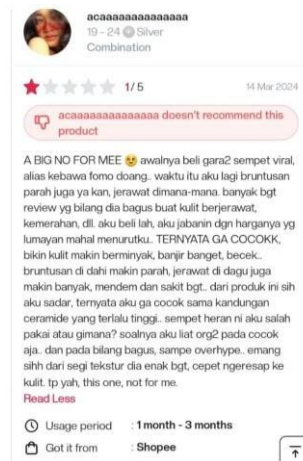 acaaaaaaaaaaaaaaa
19 - 24 Silver
Combination
1/5
14 Mar 2024
acaaaaaaaaaaaaaaa doesn't recommend this
product
A BIG NO FOR MEE 😢 awalnya beli gara2 sempet viral,
alias kebawa fomo doang.. waktu itu aku lagi bruntusan
parah juga ya kan, jerawat dimana-mana. banyak bgt
review yg bilang dia bagus buat kulit berjerawat,
kemerahan, dll. aku beli lah, aku jabanin dgn harganya yg
lumayan mahal menurutku.. TERNYATA GA COCOKK,
bikin kulit makin berminyak, banjir banget, becek..
bruntusan di dahi makin parah, jerawat di dagu juga
makin banyak, mendem dan sakit bgt.. dari produk ini sih
aku sadar, ternyata aku ga cocok sama kandungan
ceramide yang terlalu tinggi.. sempet heran ni aku salah
pakai atau gimana? soalnya aku liat org2 pada cocok
aja.. dan pada bilang bagus, sampe overhype.. emang
sihh dari segi tekstur dia enak bgt, cepet ngeresap ke
kulit. tp yah, this one, not for me.
Read Less
Usage period : 1 month - 3 months
Got it from : Shopee